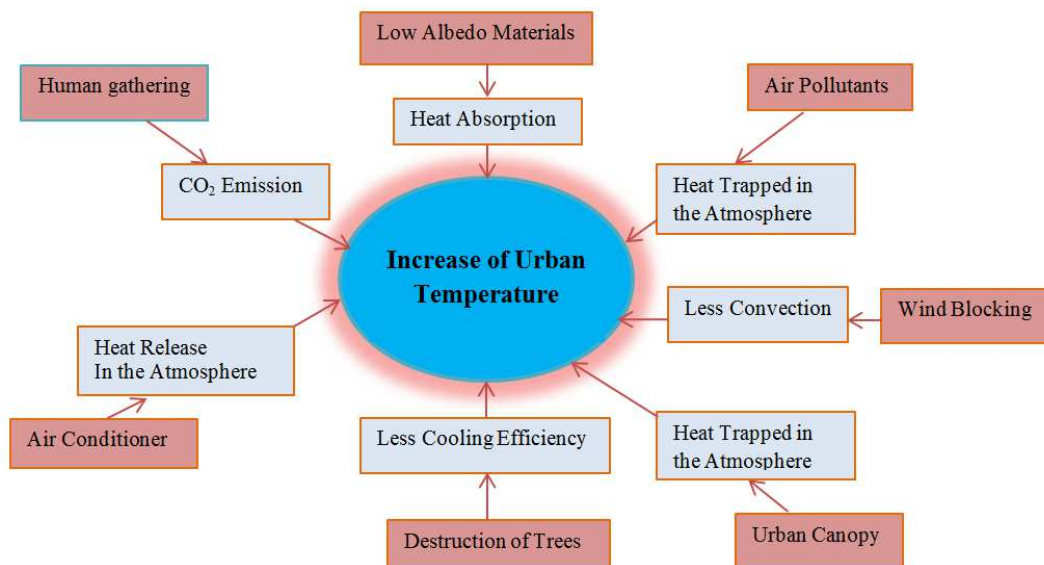 Low Albedo Materials
Human gathering
Air Pollutants
Heat Absorption
CO₂ Emission
Heat Trapped in
the Atmosphere
Increase of Urban
Temperature
Less Convection
Wind Blocking
Heat Release
In the Atmosphere
Air Conditioner
Less Cooling Efficiency
Heat Trapped in
the Atmosphere
Destruction of Trees
Urban Canopy